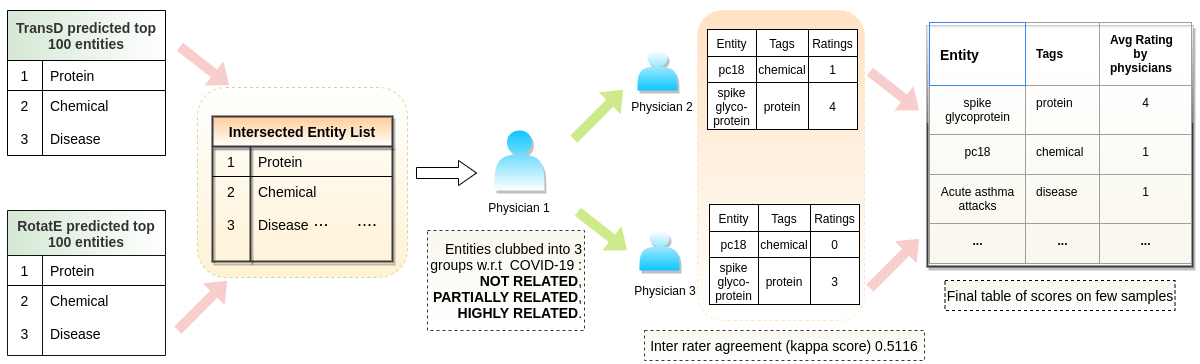 TransD predicted top
100 entities
1 Protein
2 Chemical
3 Disease
RotatE predicted top
100 entities
1 Protein
2 Chemical
3 Disease
Intersected Entity List
1 Protein
2 Chemical
3 Disease ... ....
Physician 1
Entities clubbed into 3
groups w.r.t COVID-19 :
NOT RELATED,
PARTIALLY RELATED,
HIGHLY RELATED.
Physician 2
Physician 3
Entity Tags Ratings
pc18 chemical 1
spike
glyco-
protein protein 4
Entity Tags Ratings
pc18 chemical 0
spike
glyco-
protein protein 3
Inter rater agreement (kappa score) 0.5116
Entity Tags Avg Rating
by
physicians
spike
glycoprotein protein 4
pc18 chemical 1
Acute asthma
attacks disease 1
... ... ...
Final table of scores on few samples